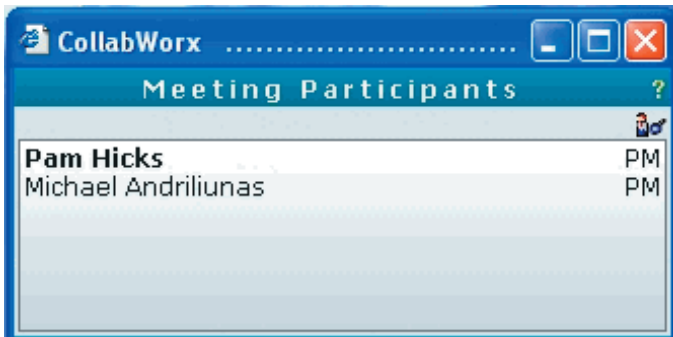 CollabWorx ............................
Meeting Participants ?
Pam Hicks PM
Michael Andriliunas PM